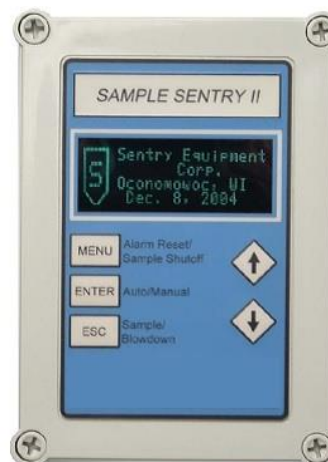 SAMPLE SENTRY II
S
Sentry Equipment
Corp.
Oconomowoc, WI
Dec. 8, 2004
MENU
Alarm Reset/
Sample Shutoff
ENTER
Auto/Manual
ESC
Sample/
Blowdown